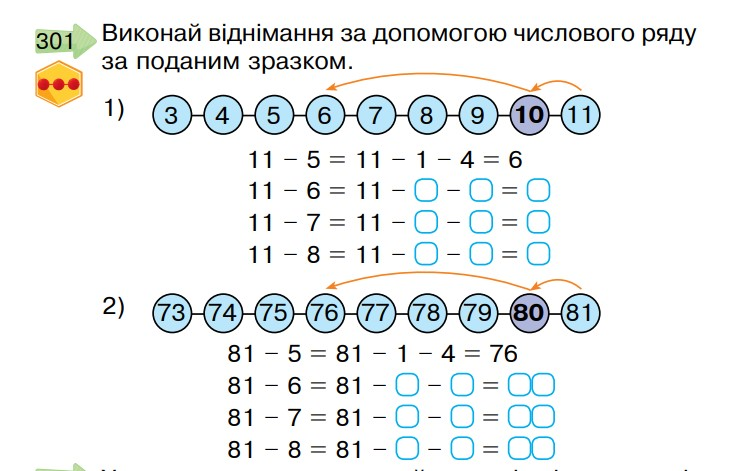 301 Виконай віднімання за допомогою числового ряду
за поданим зразком.
1) 3 4 5 6 7 8 9 10 11
11 − 5 = 11 − 1 − 4 = 6
11 − 6 = 11 − □ − □ = □
11 − 7 = 11 − □ − □ = □
11 − 8 = 11 − □ − □ = □
2) 73 74 75 76 77 78 79 80 81
81 − 5 = 81 − 1 − 4 = 76
81 − 6 = 81 − □ − □ = □□
81 − 7 = 81 − □ − □ = □□
81 − 8 = 81 − □ − □ = □□